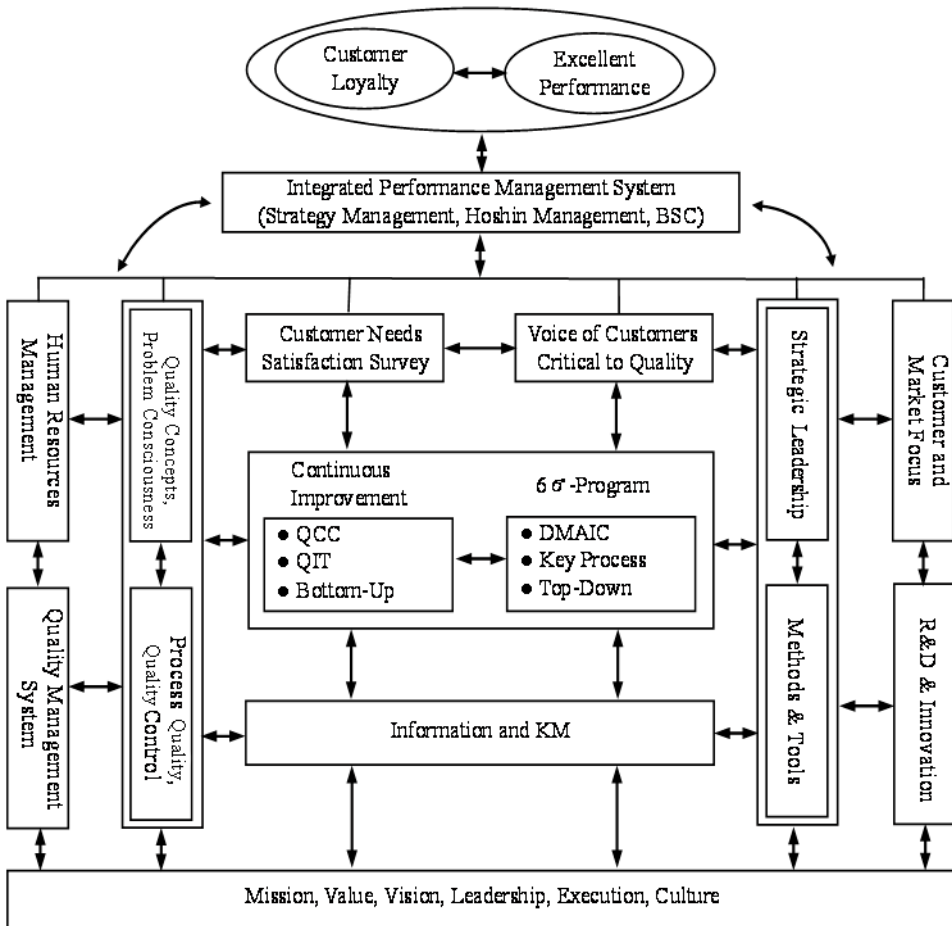 Customer
Loyalty
Excellent
Performance
Integrated Performance Management System
(Strategy Management, Hoshin Management, BSC)
Human Resources
Management
Quality Concepts,
Problem Consciousness
Customer Needs
Satisfaction Survey
Voice of Customers
Critical to Quality
Strategic Leadership
Customer and
Market Focus
Continuous
Improvement
● QCC
● QIT
● Bottom-Up
6σ-Program
● DMAIC
● Key Process
● Top-Down
Quality Management
System
Process Quality,
Quality Control
Information and KM
Methods & Tools
R&D & Innovation
Mission, Value, Vision, Leadership, Execution, Culture